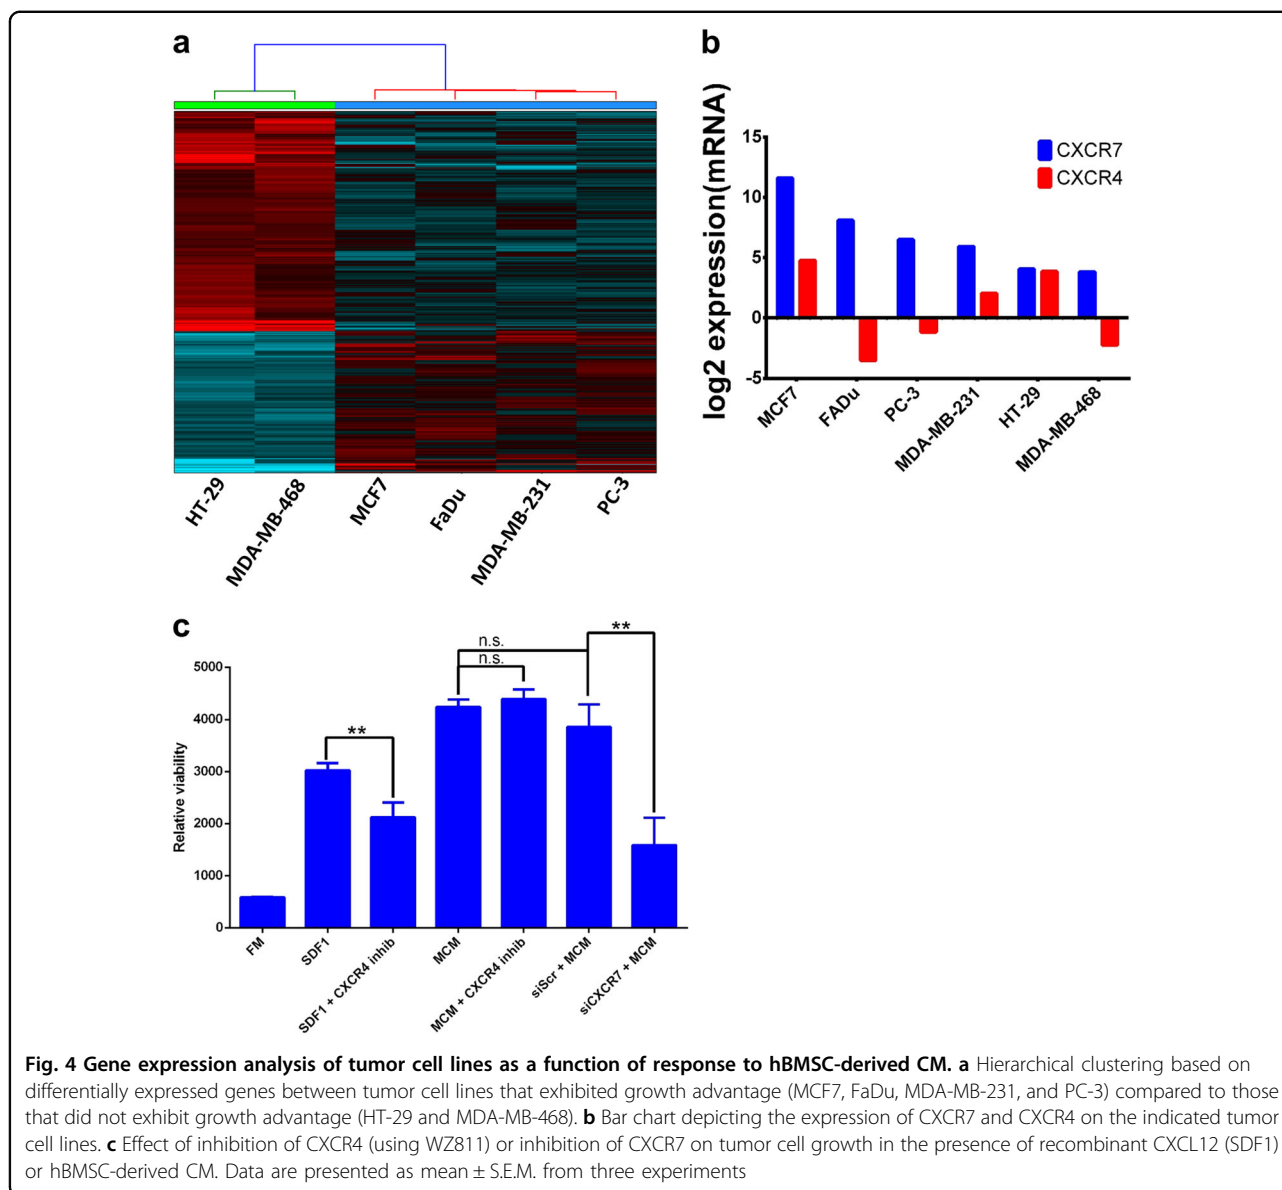 a
HT-29
MDA-MB-468
MCF7
FaDu
MDA-MB-231
PC-3
b
log2 expression(mRNA)
15
10
5
0
-5
CXCR7
CXCR4
MCF7
FADu
PC-3
MDA-MB-231
HT-29
MDA-MB-468
c
Relative viability
5000
4000
3000
2000
1000
0
**
n.s.
n.s.
**
FM
SDF1
SDF1 + CXCR4 inhib
MCM
MCM + CXCR4 inhib
siScr + MCM
siCXCR7 + MCM
Fig. 4 Gene expression analysis of tumor cell lines as a function of response to hBMSC-derived CM. a Hierarchical clustering based on
differentially expressed genes between tumor cell lines that exhibited growth advantage (MCF7, FaDu, MDA-MB-231, and PC-3) compared to those
that did not exhibit growth advantage (HT-29 and MDA-MB-468). b Bar chart depicting the expression of CXCR7 and CXCR4 on the indicated tumor
cell lines. c Effect of inhibition of CXCR4 (using WZ811) or inhibition of CXCR7 on tumor cell growth in the presence of recombinant CXCL12 (SDF1)
or hBMSC-derived CM. Data are presented as mean ± S.E.M. from three experiments